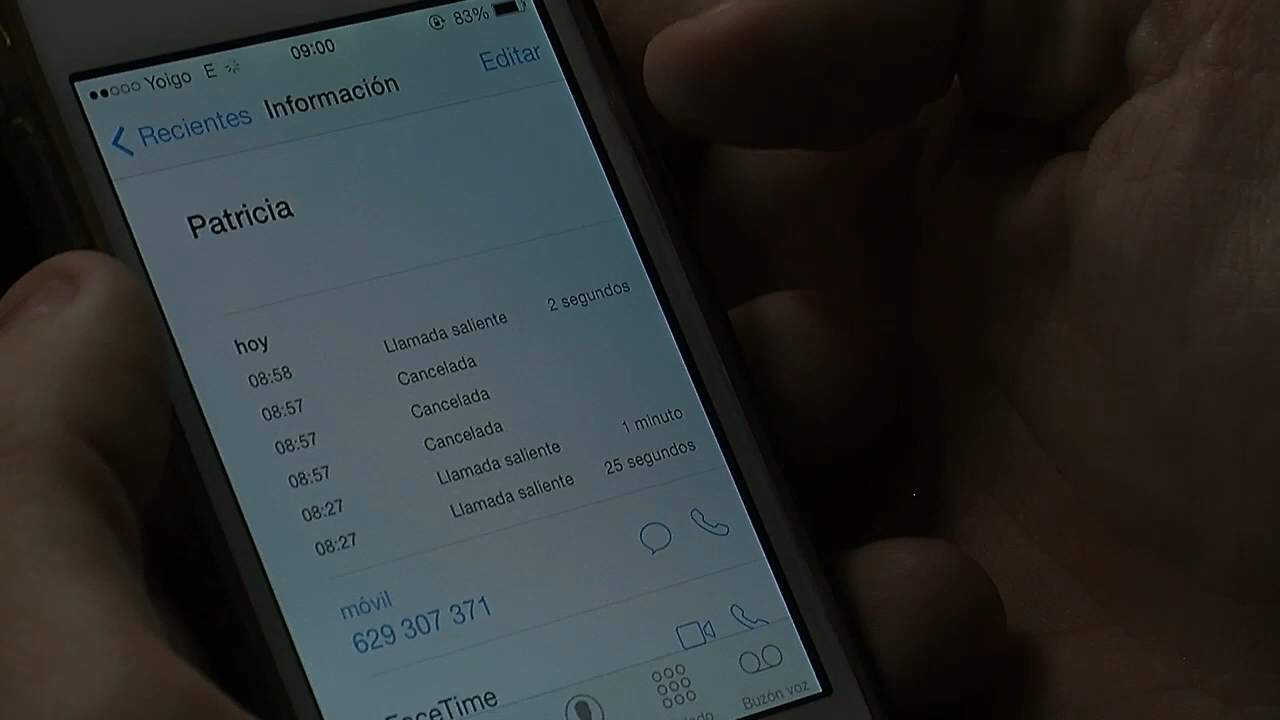 Yoigo E 09:00 83%
Recientes Información Editar
Patricia
hoy
08:58 Llamada saliente 2 segundos
08:57 Cancelada
08:57 Cancelada
08:57 Cancelada
08:27 Llamada saliente 1 minuto
08:27 Llamada saliente 25 segundos
móvil
629 307 371
FaceTime
Buzón voz